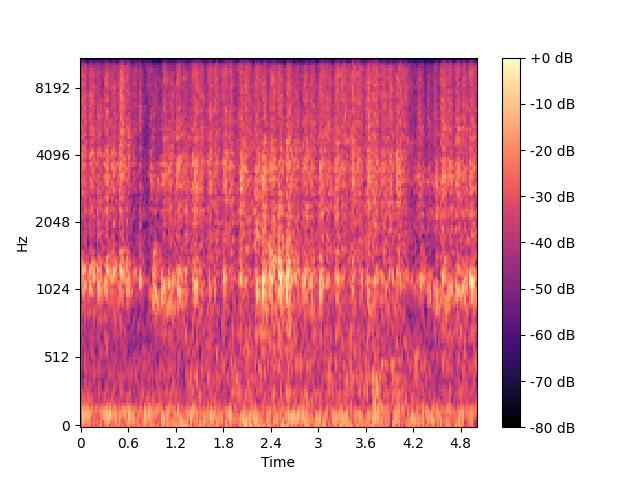 8192
4096
2048
1024
512
0
Hz
0 0.6 1.2 1.8 2.4 3 3.6 4.2 4.8
Time
+0 dB
-10 dB
-20 dB
-30 dB
-40 dB
-50 dB
-60 dB
-70 dB
-80 dB